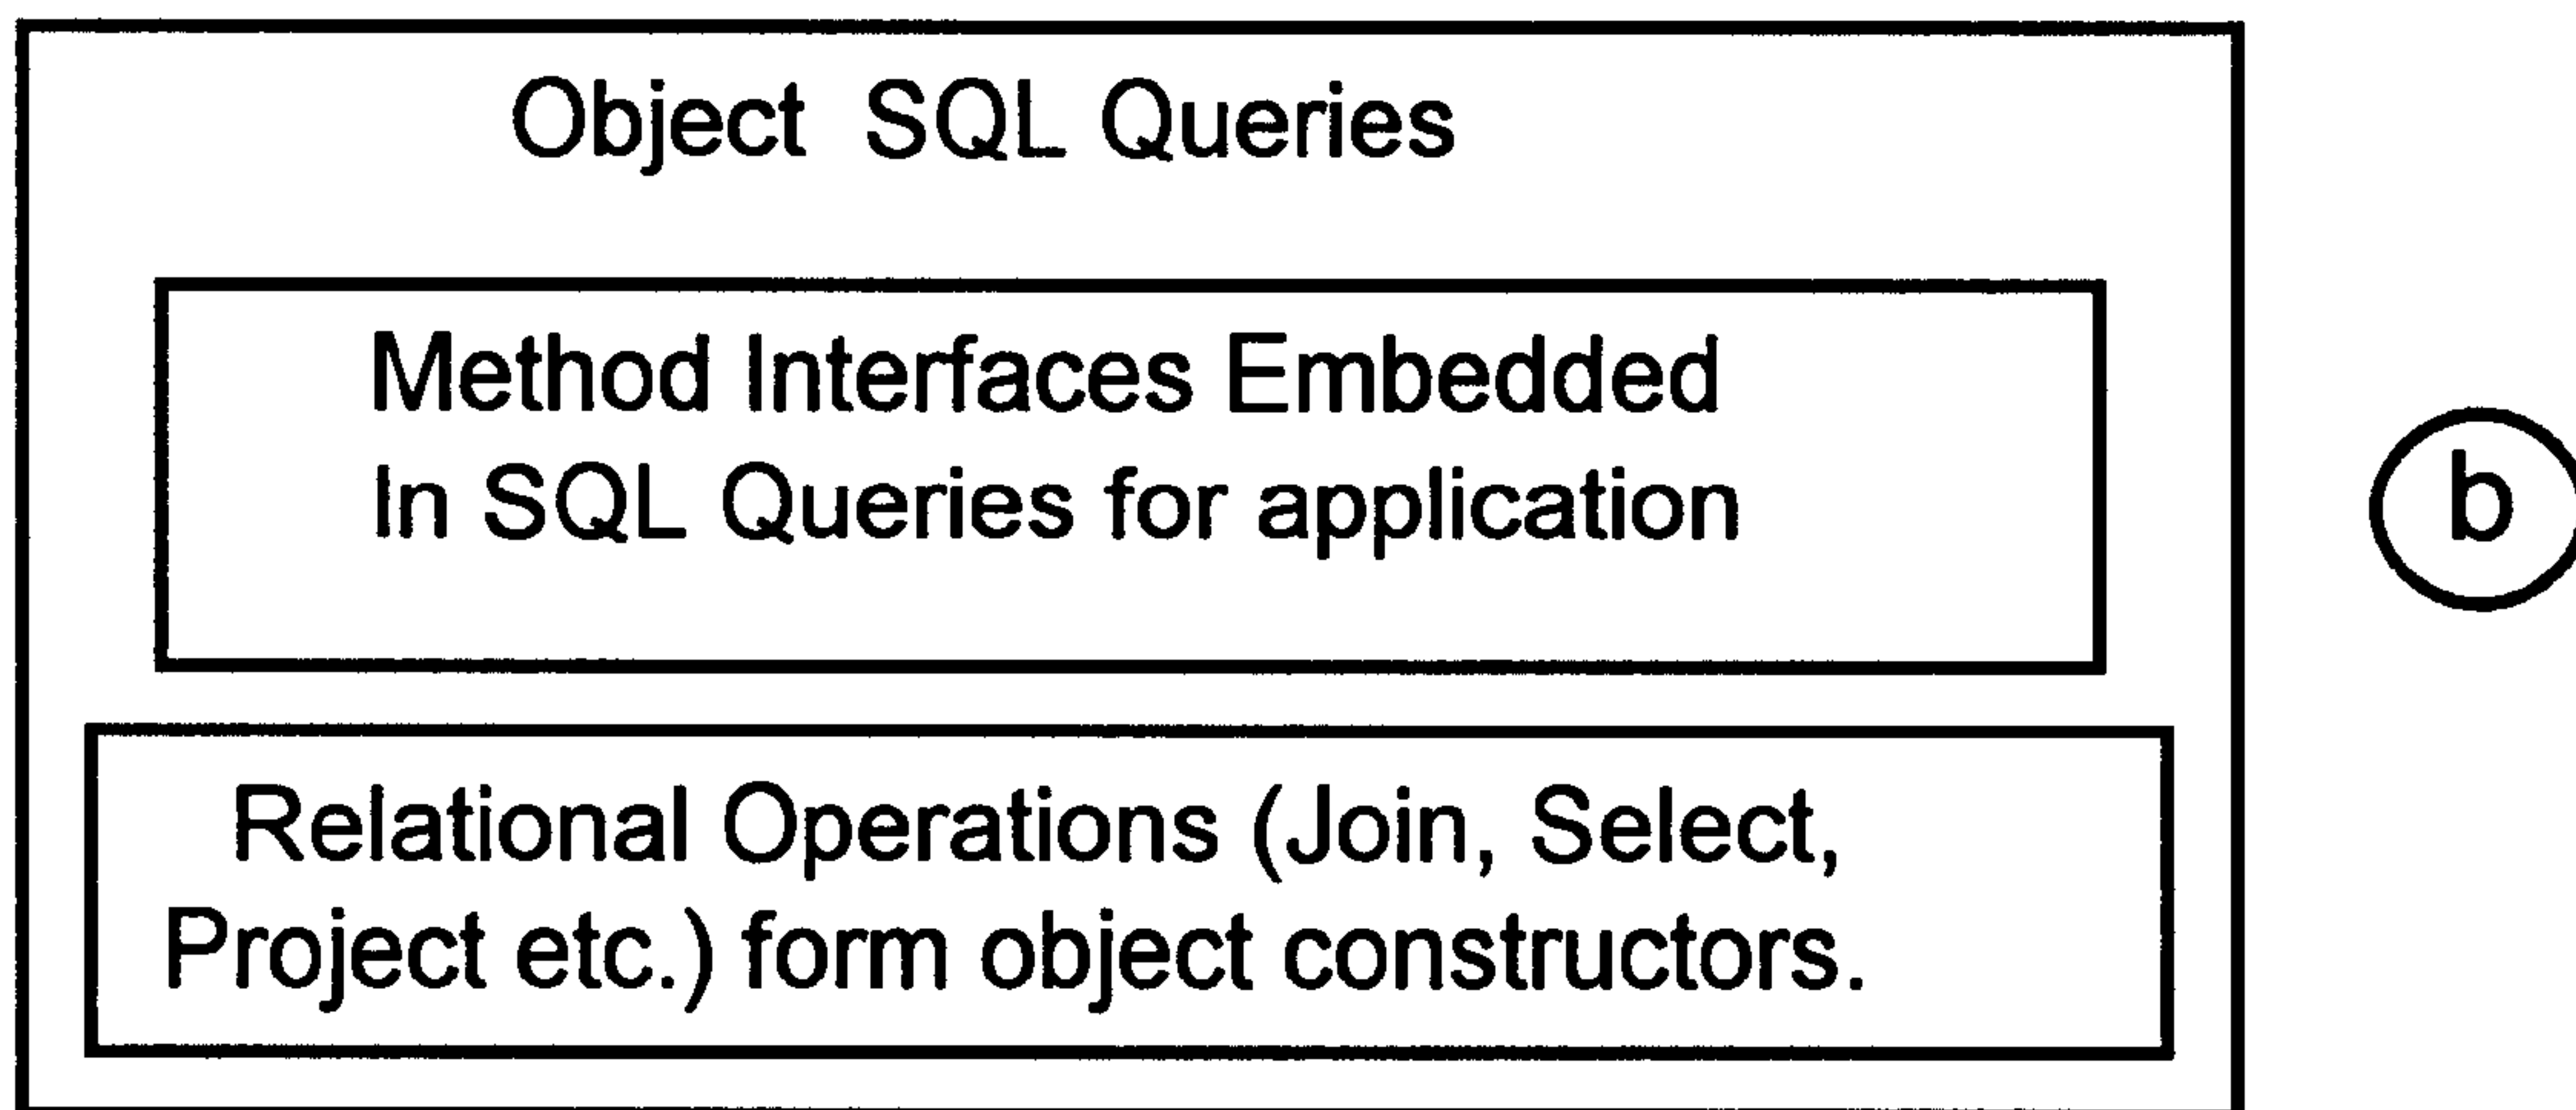 Object SQL Queries
Method Interfaces Embedded
In SQL Queries for application
b
Relational Operations (Join, Select,
Project etc.) form object constructors.